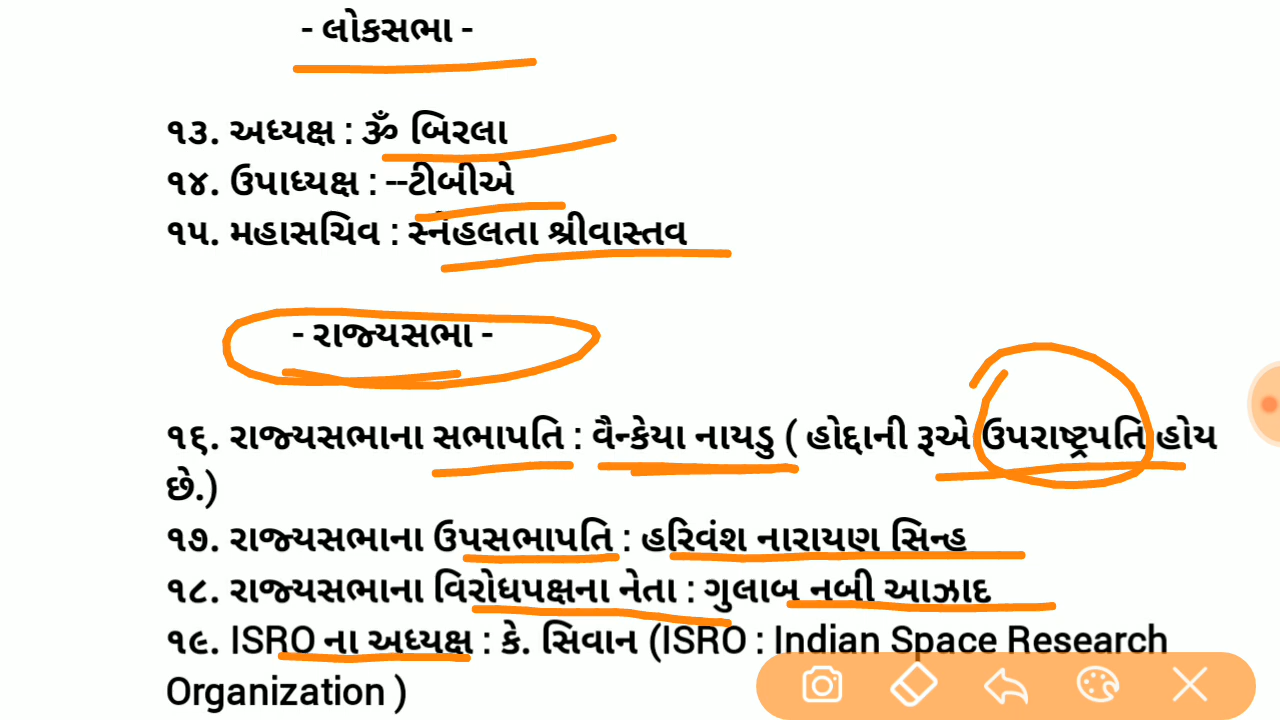 - લોકસભા -
૧૩. અધ્યક્ષ : ૐ બિરલા
૧૪. ઉપાધ્યક્ષ : --ટીબીએ
૧૫. મહાસચિવ : સ્નેહલતા શ્રીવાસ્તવ
- રાજ્યસભા -
૧૬. રાજ્યસભાના સભાપતિ : વૈન્કેયા નાયડુ ( હોદ્દાની રૂએ ઉપરાષ્ટ્રપતિ હોય
છે.)
૧૭. રાજ્યસભાના ઉપસભાપતિ : હરિવંશ નારાયણ સિન્હ
૧૮. રાજ્યસભાના વિરોધપક્ષના નેતા : ગુલાબ નબી આઝાદ
૧૯. ISRO ના અધ્યક્ષ : કે. સિવાન (ISRO : Indian Space Research
Organization )